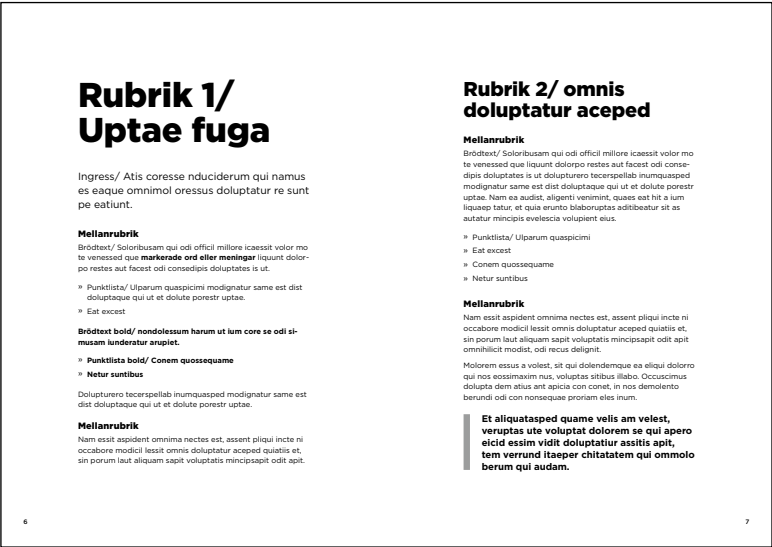 Rubrik 1/
Uptae fuga
Ingress/ Atis coresse nduciderum qui namus
es eaque omnimol oressus doluptatur re sunt
pe eatiunt.
Mellanrubrik
Brödtext/ Soloribusam qui odi officil millore icaessit volor mo
te venessed que markerade ord eller meningar liquunt dolor-
po restes aut facest odi consedipis doluptates is ut.
» Punktlista/ Ulparum quaspicimi modignatur same est dist
doluptaque qui ut et dolute porestr uptae.
» Eat excest
Brödtext bold/ nondolessum harum ut ium core se odi si-
musam iunderatur arupiet.
» Punktlista bold/ Conem quossequame
» Netur suntibus
Dolupturero tecerspellab inumquasped modignatur same est
dist doluptaque qui ut et dolute porestr uptae.
Mellanrubrik
Nam essit aspident omnima nectes est, assent pliqui incte ni
occabore modicil lessit omnis doluptatur aceped quiatiis et,
sin porum laut aliquam sapit voluptatis mincipsapit odit apit.
6
Rubrik 2/ omnis
doluptatur aceped
Mellanrubrik
Brödtext/ Soloribusam qui odi officil millore icaessit volor mo
te venessed que liquunt dolorpo restes aut facest odi conse-
dipis doluptates is ut dolupturero tecerspellab inumquasped
modignatur same est dist doluptaque qui ut et dolute porestr
uptae. Nam ea audist, aligenti venimint, quaes eat hit a ium
liquaep tatur, et quia erunto blaboruptas aditibeatur sit as
autatur mincipis evelescia volupient eius.
» Punktlista/ Ulparum quaspicimi
» Eat excest
» Conem quossequame
» Netur suntibus
Mellanrubrik
Nam essit aspident omnima nectes est, assent pliqui incte ni
occabore modicil lessit omnis doluptatur aceped quiatiis et,
sin porum laut aliquam sapit voluptatis mincipsapit odit apit
omnihilicit modist, odi recus delignit.
Molorem essus a volest, sit qui dolendemque ea eliqui dolorro
qui nos eossimaxim nus, voluptas sitibus illabo. Occuscimus
dolupta dem atius ant apicia con conet, in nos demolento
berundi odi con nonsequae proriam eles inum.
Et aliquatasped quame velis am velest,
veruptas ute voluptat dolorem se qui apero
eicid essim vidit doluptatiur assitis apit,
tem verrund itaeper chitatatem qui ommolo
berum qui audam.
7